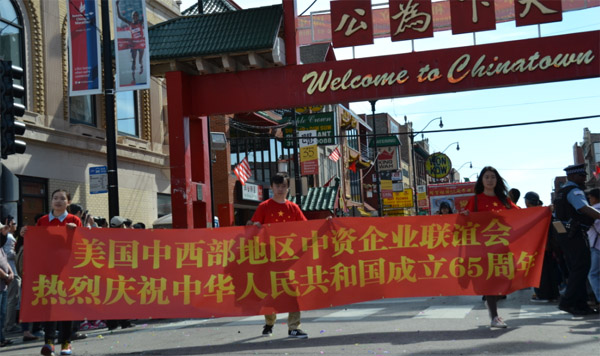 公為下天
Welcome to Chinatown
美国中西部地区中资企业联谊会
热烈庆祝中华人民共和国成立65周年